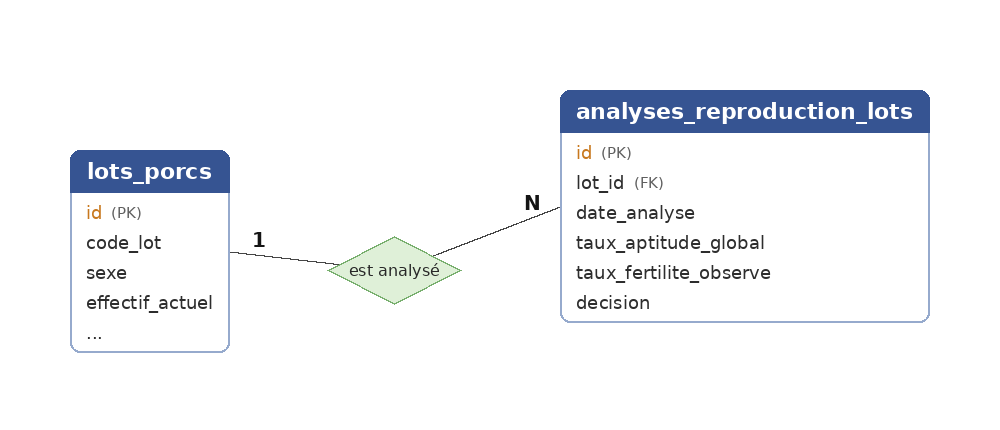 lots_porcs
id (PK)
code_lot
sexe
effectif_actuel
...
1
est analysé
N
analyses_reproduction_lots
id (PK)
lot_id (FK)
date_analyse
taux_aptitude_global
taux_fertilite_observe
decision